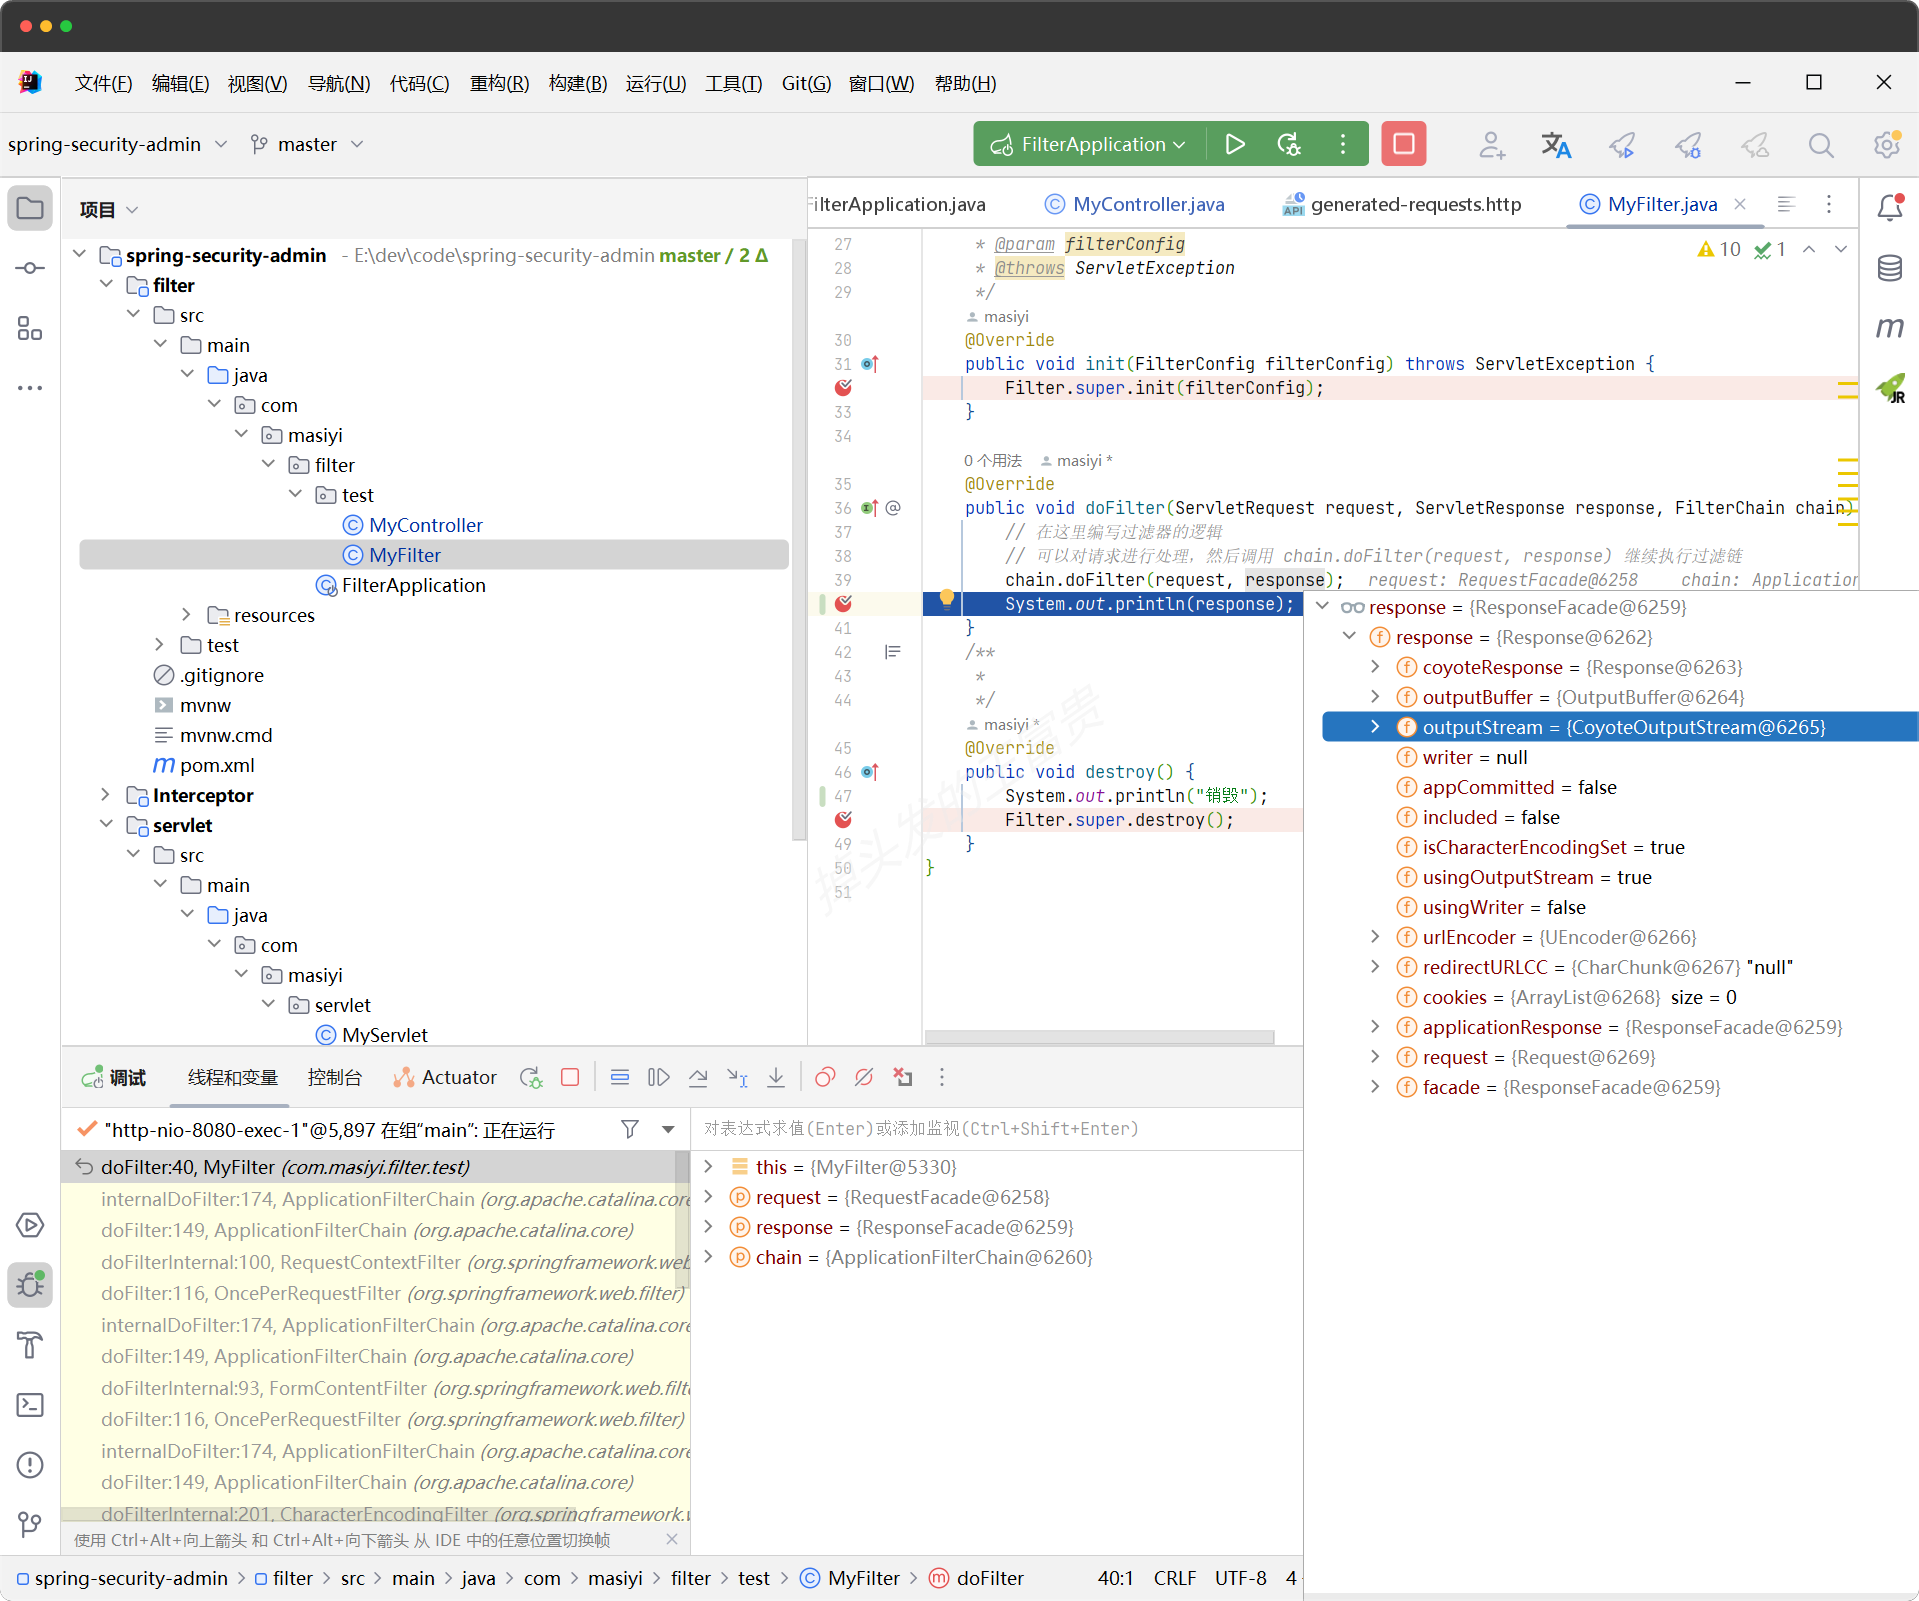 文件(F) 编辑(E) 视图(V) 导航(N) 代码(C) 重构(R) 构建(B) 运行(U) 工具(T) Git(G) 窗口(W) 帮助(H)
spring-security-admin master FilterApplication
项目
spring-security-admin - E:\dev\code\spring-security-admin master / 2 Δ
filter
src
main
java
com
masiyi
filter
test
MyController
MyFilter
FilterApplication
resources
test
.gitignore
mvnw
mvnw.cmd
pom.xml
Interceptor
servlet
src
main
java
com
masiyi
servlet
MyServlet
ilterApplication.java MyController.java generated-requests.http MyFilter.java
10 1
27 * @param filterConfig
28 * @throws ServletException
29 */
masiyi
30 @Override
31 public void init(FilterConfig filterConfig) throws ServletException {
Filter.super.init(filterConfig);
33 }
34
0 个用法 masiyi *
35 @Override
36 public void doFilter(ServletRequest request, ServletResponse response, FilterChain chain)
37 // 在这里编写过滤器的逻辑
38 // 可以对请求进行处理，然后调用 chain.doFilter(request, response) 继续执行过滤链
39 chain.doFilter(request, response); request: RequestFacade@6258 chain: Application
System.out.println(response);
41 }
42 /**
43 *
44 */
masiyi *
45 @Override
46 public void destroy() {
47 System.out.println("销毁");
Filter.super.destroy();
49 }
50 }
51
掉头发的王富贵
response = {ResponseFacade@6259}
response = {Response@6262}
coyoteResponse = {Response@6263}
outputBuffer = {OutputBuffer@6264}
outputStream = {CoyoteOutputStream@6265}
writer = null
appCommitted = false
included = false
isCharacterEncodingSet = true
usingOutputStream = true
usingWriter = false
urlEncoder = {UEncoder@6266}
redirectURLCC = {CharChunk@6267} "null"
cookies = {ArrayList@6268} size = 0
applicationResponse = {ResponseFacade@6259}
request = {Request@6269}
facade = {ResponseFacade@6259}
m
JR
API
调试 线程和变量 控制台 Actuator
"http-nio-8080-exec-1"@5,897 在组“main”: 正在运行
doFilter:40, MyFilter (com.masiyi.filter.test)
internalDoFilter:174, ApplicationFilterChain (org.apache.catalina.core
doFilter:149, ApplicationFilterChain (org.apache.catalina.core)
doFilterInternal:100, RequestContextFilter (org.springframework.web
doFilter:116, OncePerRequestFilter (org.springframework.web.filter)
internalDoFilter:174, ApplicationFilterChain (org.apache.catalina.core
doFilter:149, ApplicationFilterChain (org.apache.catalina.core)
doFilterInternal:93, FormContentFilter (org.springframework.web.filte
doFilter:116, OncePerRequestFilter (org.springframework.web.filter)
internalDoFilter:174, ApplicationFilterChain (org.apache.catalina.core
doFilter:149, ApplicationFilterChain (org.apache.catalina.core)
doFilterInternal:201, CharacterEncodingFilter (org.springframework.w
使用 Ctrl+Alt+向上箭头 和 Ctrl+Alt+向下箭头 从 IDE 中的任意位置切换帧
对表达式求值(Enter)或添加监视(Ctrl+Shift+Enter)
this = {MyFilter@5330}
request = {RequestFacade@6258}
response = {ResponseFacade@6259}
chain = {ApplicationFilterChain@6260}
spring-security-admin > filter > src > main > java > com > masiyi > filter > test > MyFilter > doFilter 40:1 CRLF UTF-8 4